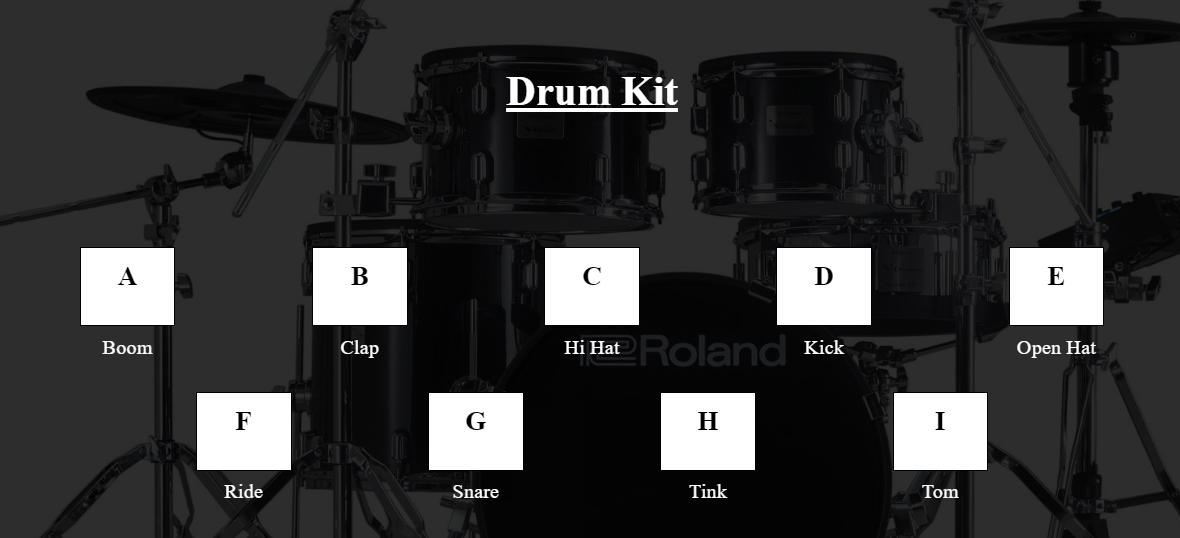 Drum Kit
A B C D E
Boom Clap Hi Hat Kick Open Hat
Roland
F G H I
Ride Snare Tink Tom